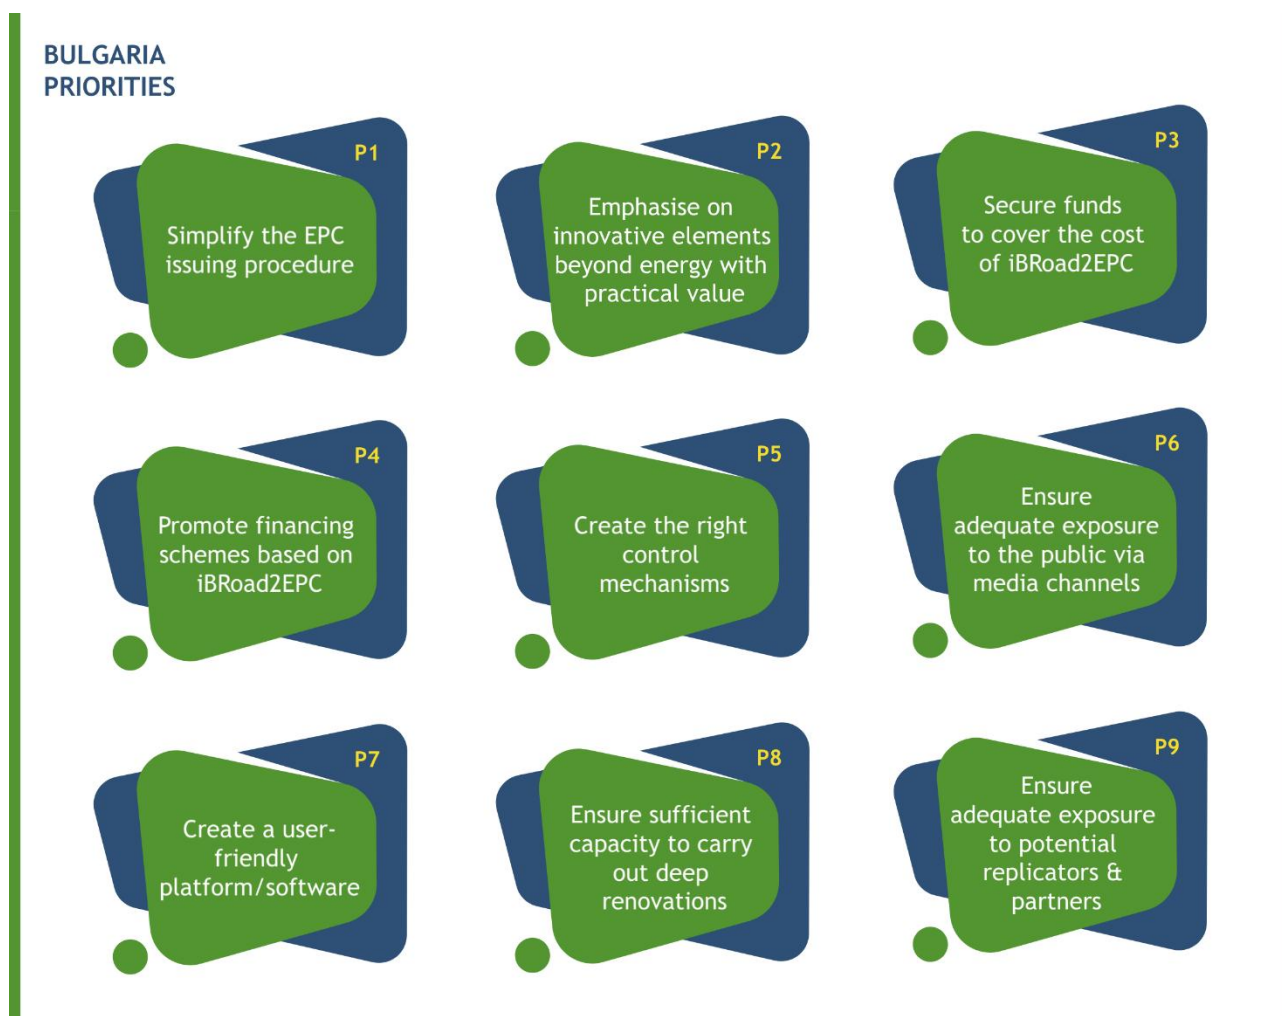 BULGARIA
PRIORITIES
P1
Simplify the EPC
issuing procedure
P2
Emphasise on
innovative elements
beyond energy with
practical value
P3
Secure funds
to cover the cost
of iBRoad2EPC
P4
Promote financing
schemes based on
iBRoad2EPC
P5
Create the right
control
mechanisms
P6
Ensure
adequate exposure
to the public via
media channels
P7
Create a user-
friendly
platform/software
P8
Ensure sufficient
capacity to carry
out deep
renovations
P9
Ensure
adequate exposure
to potential
replicators &
partners